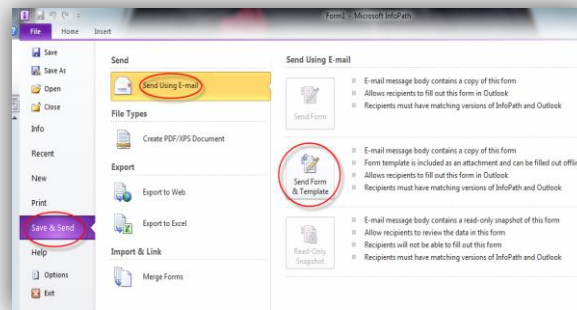 Form1 - Microsoft InfoPath
File Home Insert
Save
Save As
Open
Close
Info
Recent
New
Print
Save & Send
Help
Options
Exit
Send
Send Using E-mail
File Types
Create PDF/XPS Document
Export
Export to Web
Export to Excel
Import & Link
Merge Forms
Send Using E-mail
Send Form
E-mail message body contains a copy of this form
Allows recipients to fill out this form in Outlook
Recipients must have matching versions of InfoPath and Outlook
Send Form
& Template
E-mail message body contains a copy of this form
Form template is included as an attachment and can be filled out offli
Allows recipients to fill out this form in Outlook
Recipients must have matching versions of InfoPath and Outlook
Read-Only
Snapshot
E-mail message body contains a read-only snapshot of this form
Allow recipients to review the data in this form
Recipients will not be able to fill out this form
Recipients must have matching versions of InfoPath and Outlook